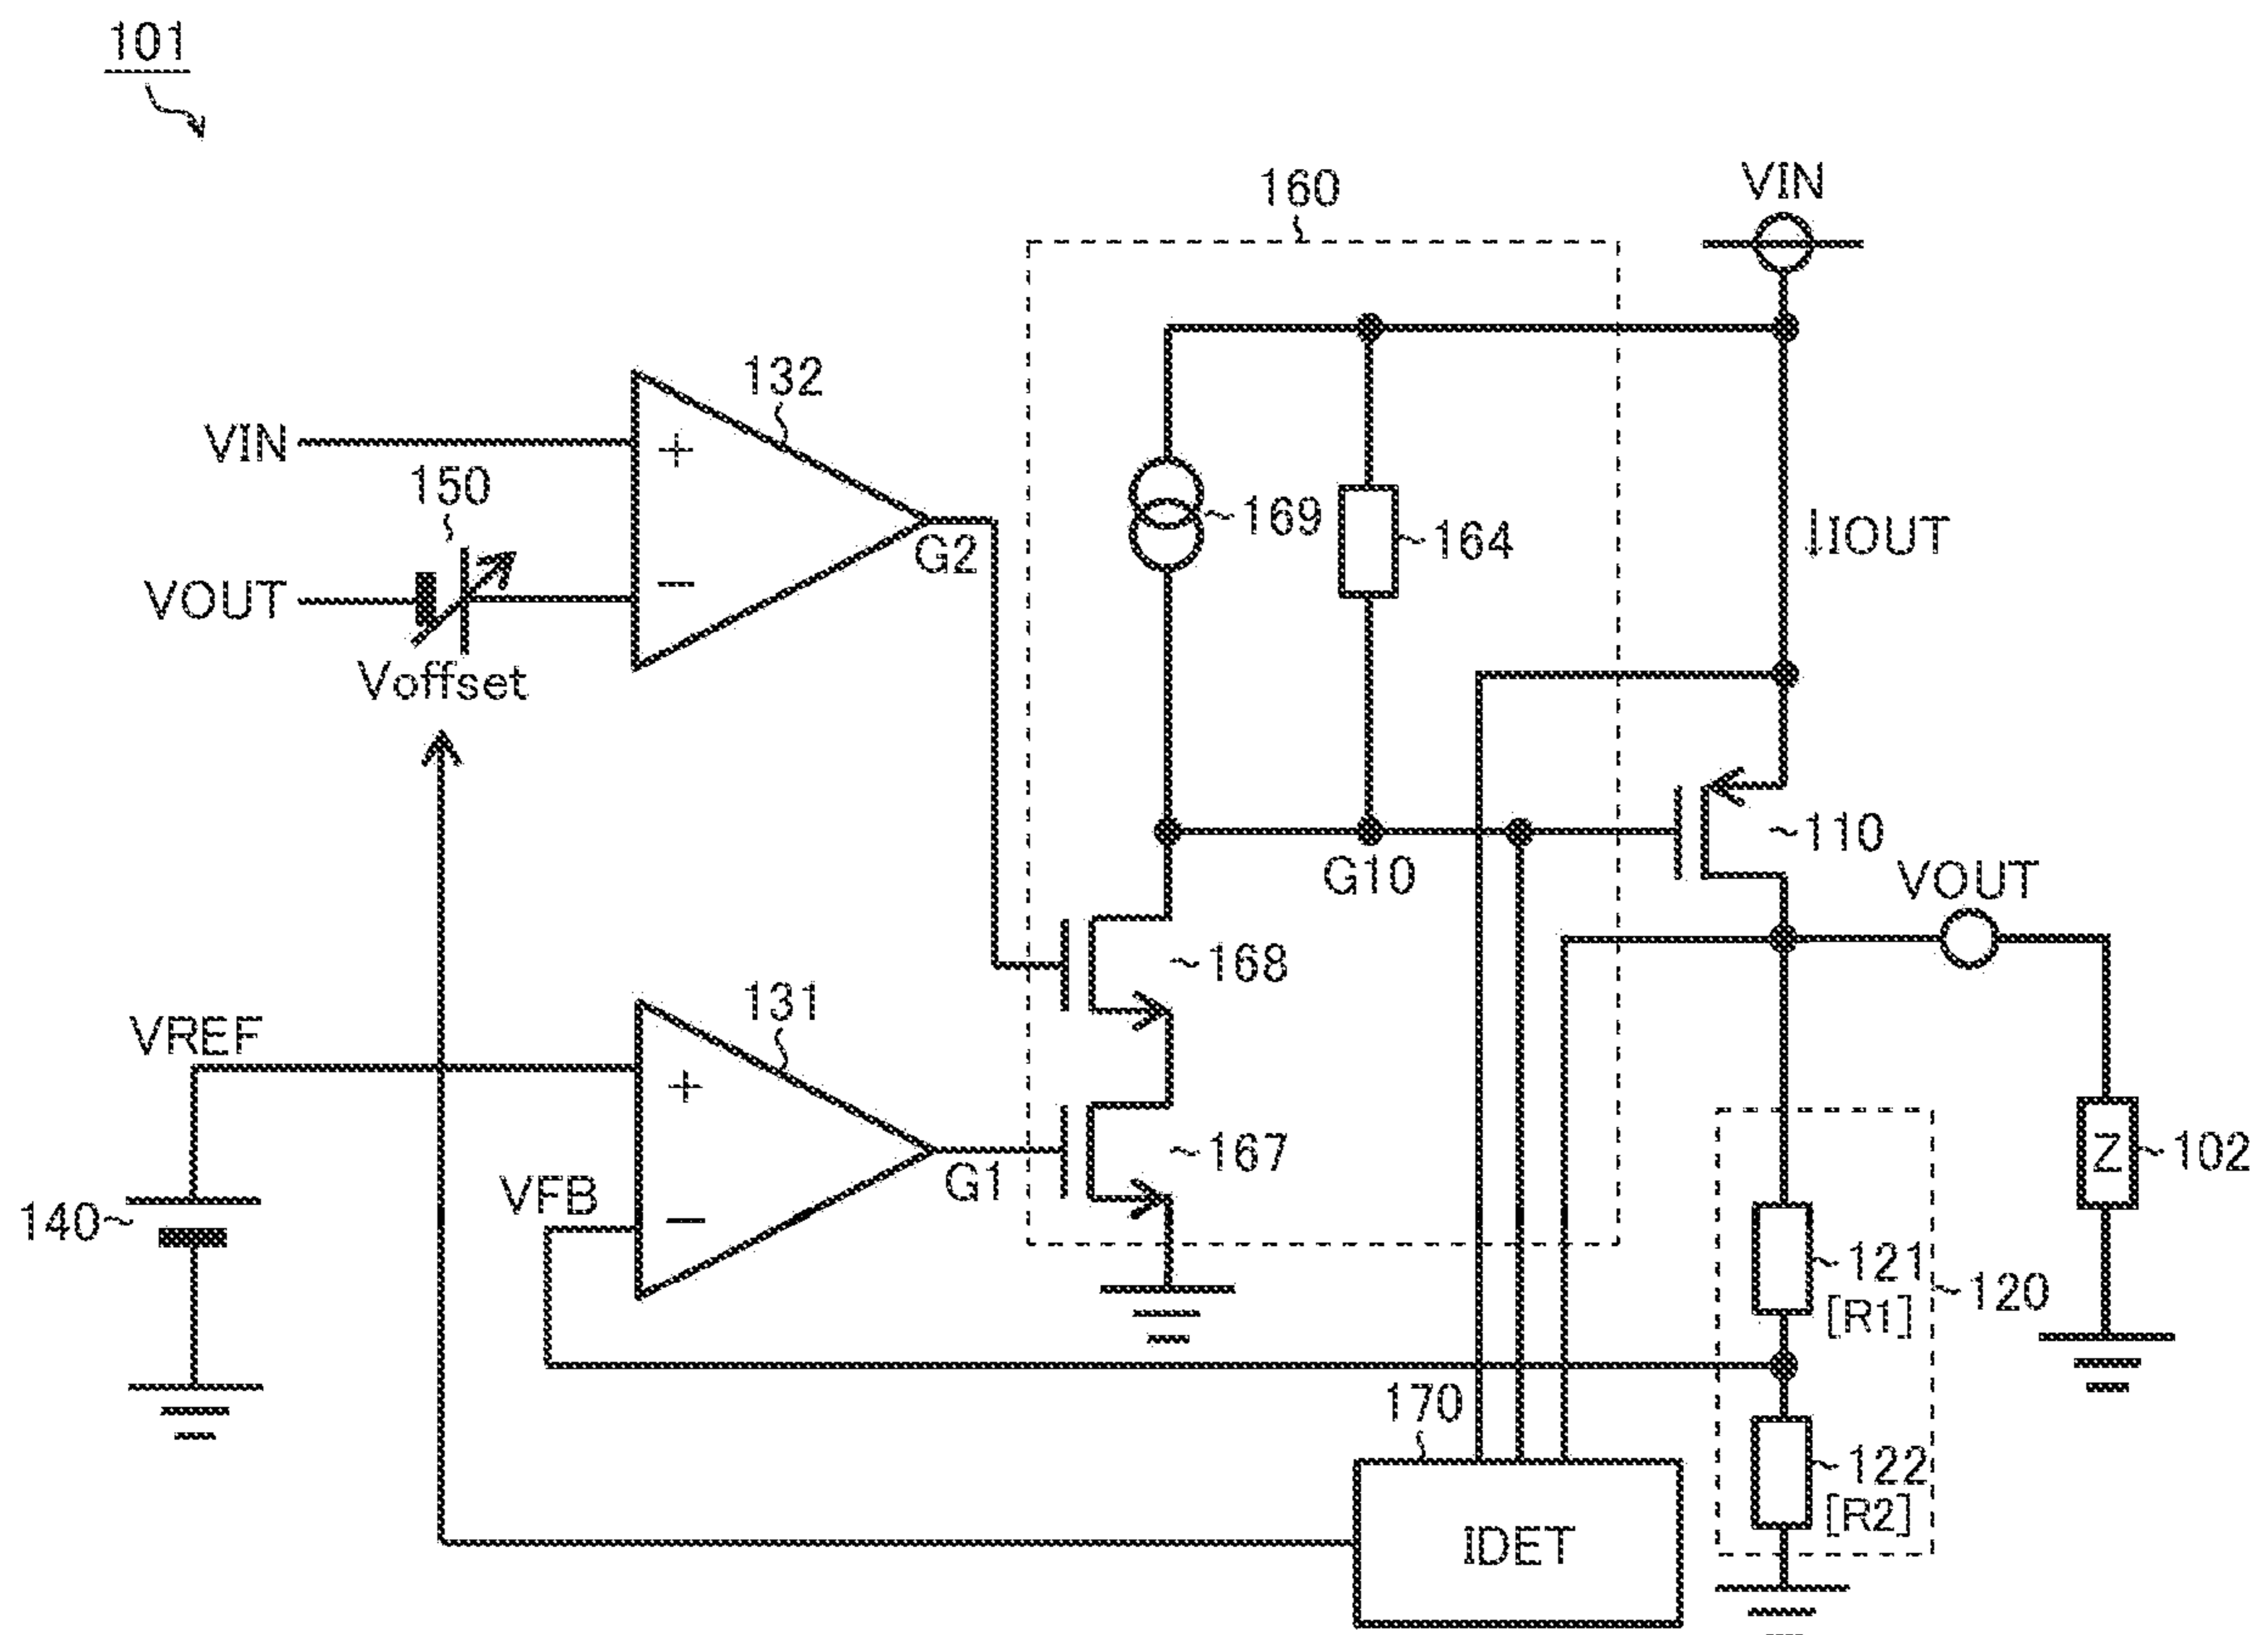 101
160
VIN
132
VIN
150
G2
169
164
IOUT
VOUT
Voffset
110
G10
VOUT
168
131
VREF
167
Z
102
G1
VFB
140
121
120
[R1]
170
122
[R2]
IDET